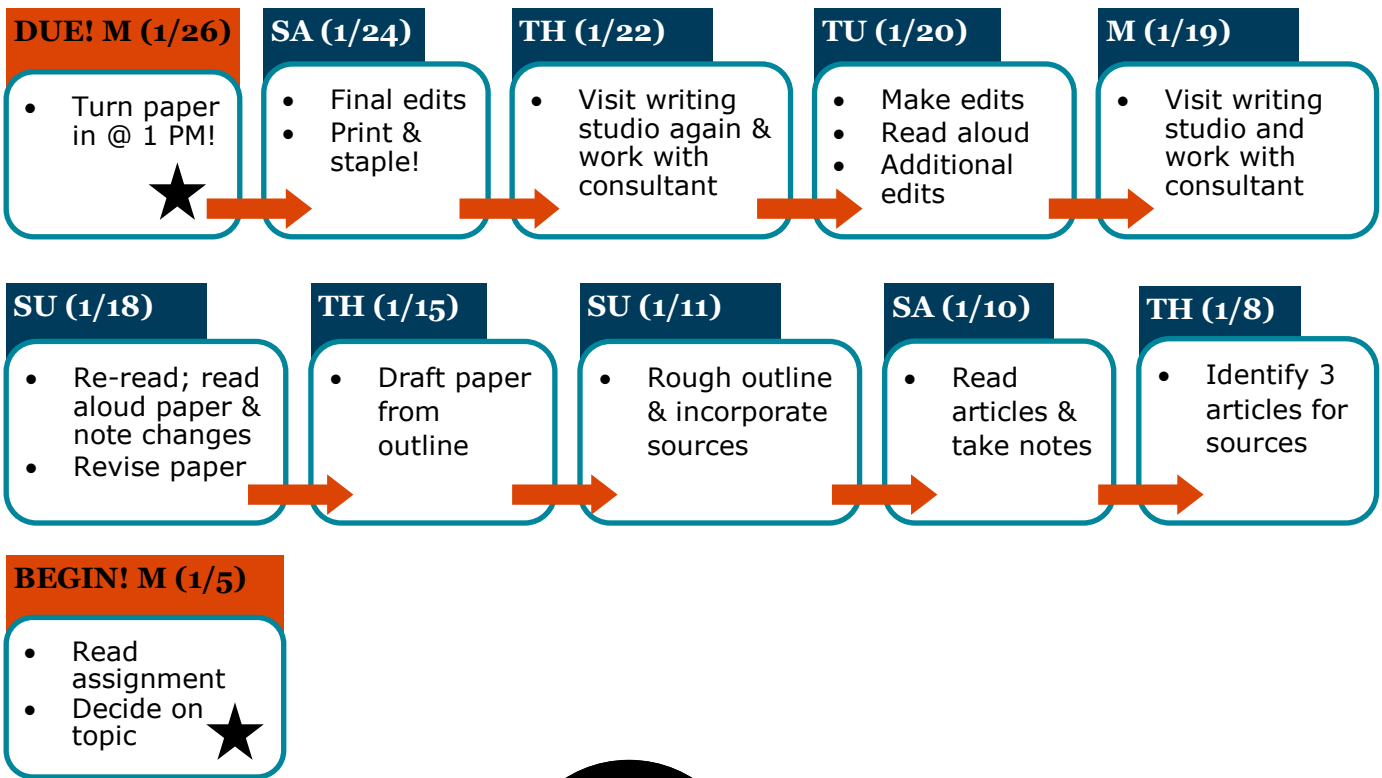 DUE! M (1/26)
• Turn paper
in @ 1 PM!
SA (1/24)
• Final edits
• Print &
staple!
TH (1/22)
• Visit writing
studio again &
work with
consultant
TU (1/20)
• Make edits
• Read aloud
• Additional
edits
M (1/19)
• Visit writing
studio and
work with
consultant
SU (1/18)
• Re-read; read
aloud paper &
note changes
• Revise paper
TH (1/15)
• Draft paper
from
outline
SU (1/11)
• Rough outline
& incorporate
sources
SA (1/10)
• Read
articles &
take notes
TH (1/8)
• Identify 3
articles for
sources
BEGIN! M (1/5)
• Read
assignment
• Decide on
topic